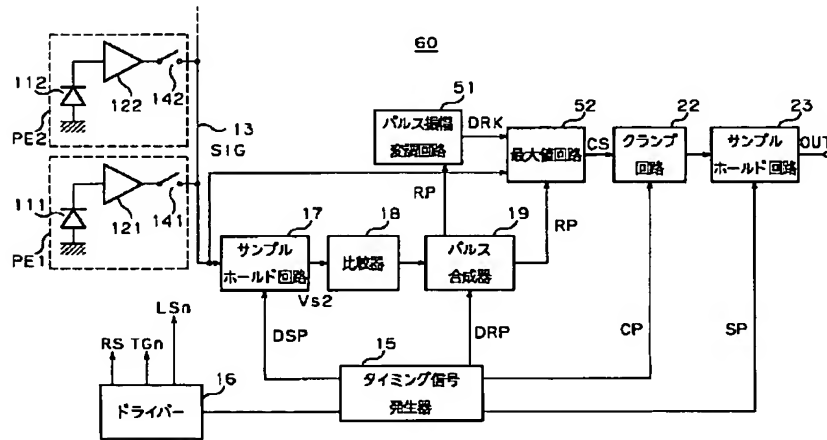 60
112
PE2
122
142
13
SIG
111
PE1
121
141
51
パルス振幅
変調回路
DRK
52
最大値回路
CS
22
クランプ
回路
23
サンプル
ホールド回路
OUT
RP
RP
17
サンプル
ホールド回路
Vs2
18
比較器
19
パルス
合成器
DSP
DRP
CP
SP
LSn
RS
TGn
16
ドライバー
15
タイミング信号
発生器